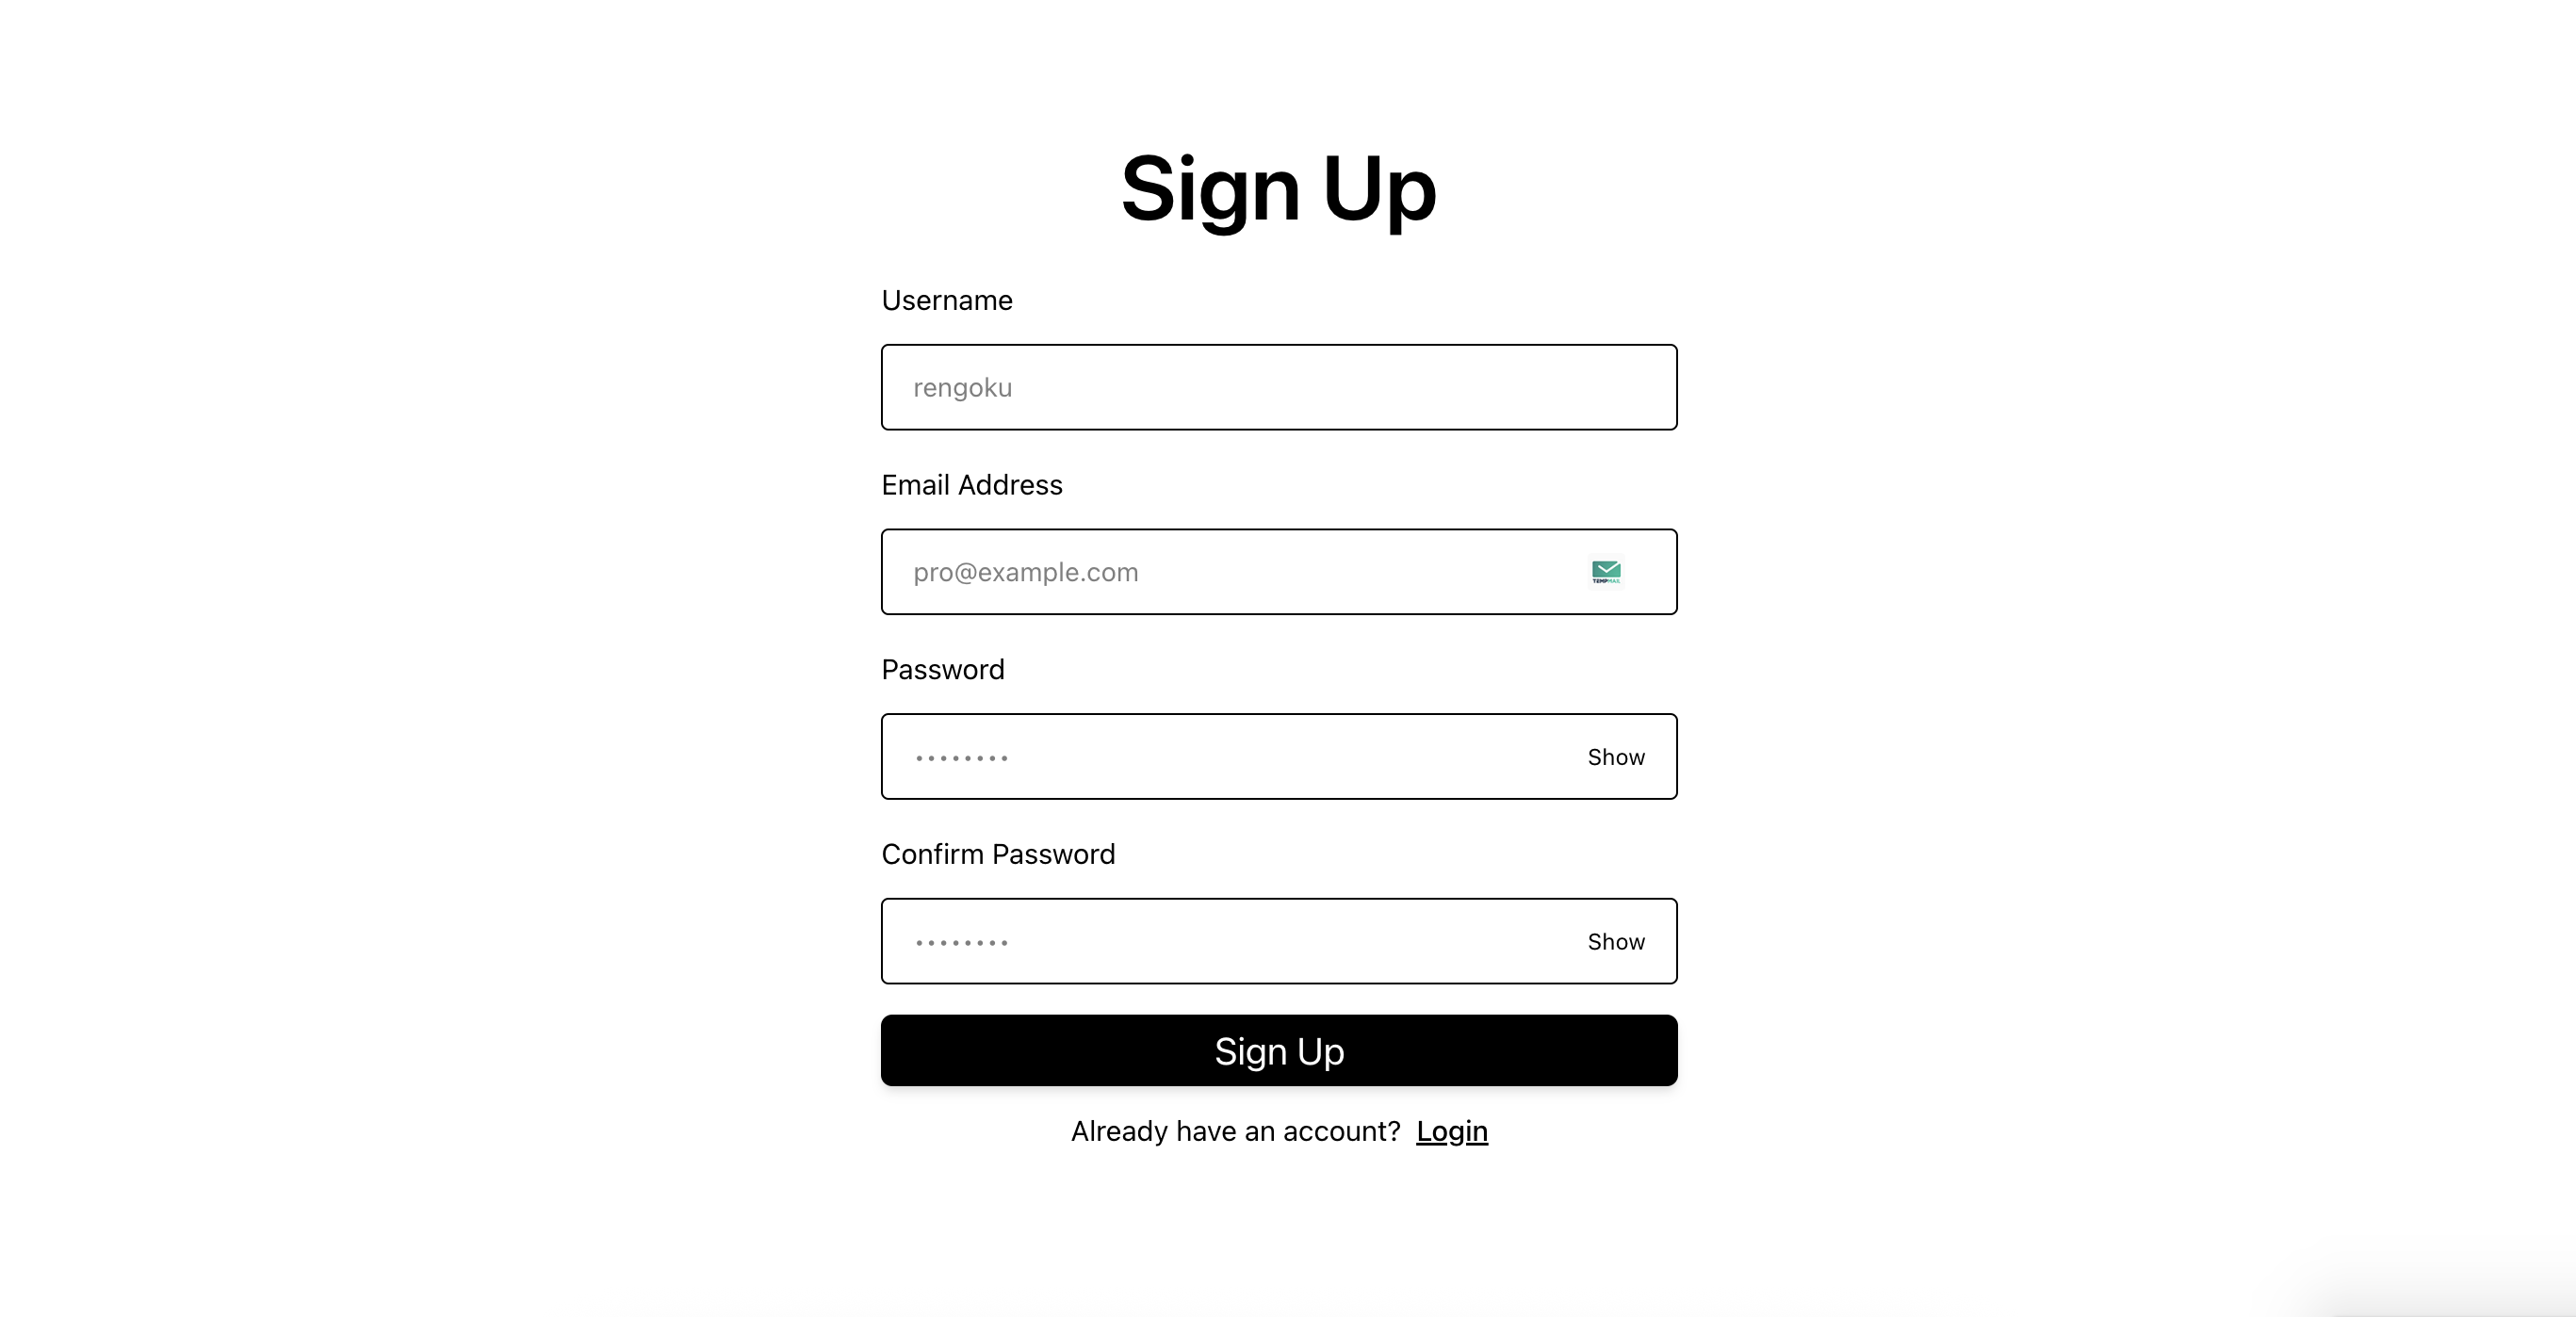 Sign Up
Username
rengoku
Email Address
pro@example.com
TEMPMAIL
Password
••••••••
Show
Confirm Password
••••••••
Show
Sign Up
Already have an account? Login